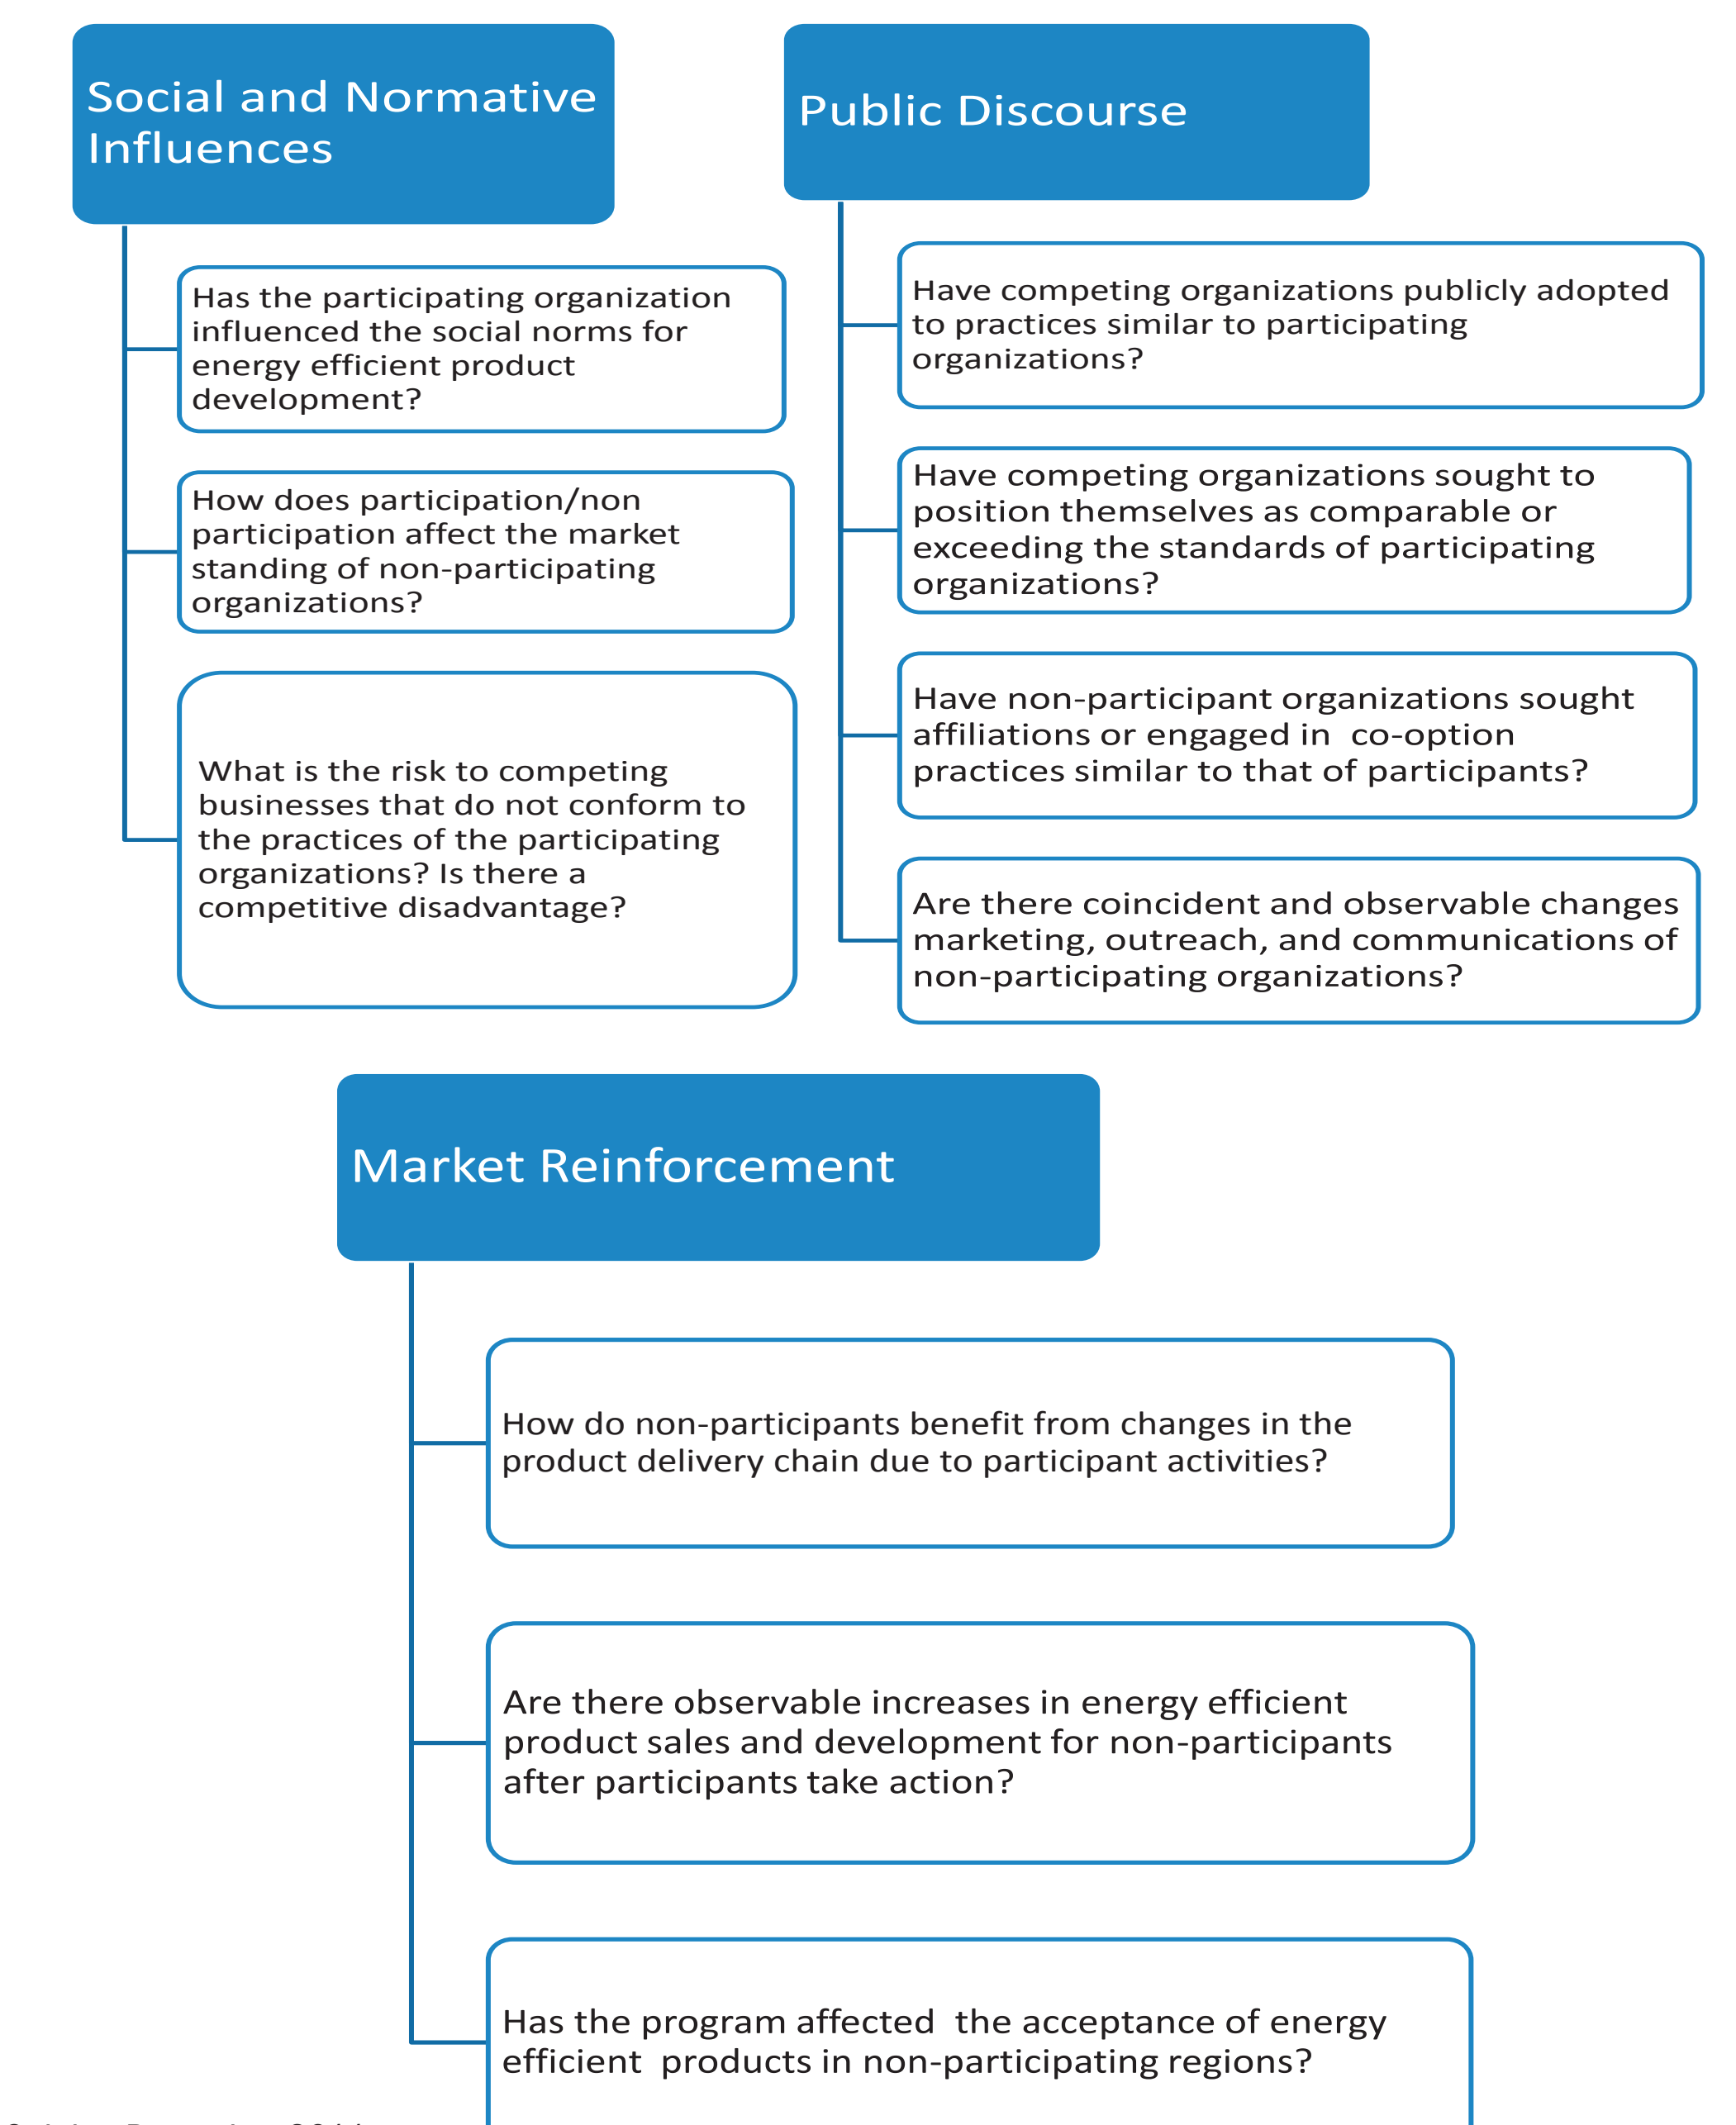 Social and Normative
Influences
Has the participating organization
influenced the social norms for
energy efficient product
development?
How does participation/non
participation affect the market
standing of non-participating
organizations?
What is the risk to competing
businesses that do not conform to
the practices of the participating
organizations? Is there a
competitive disadvantage?
Public Discourse
Have competing organizations publicly adopted
to practices similar to participating
organizations?
Have competing organizations sought to
position themselves as comparable or
exceeding the standards of participating
organizations?
Have non-participant organizations sought
affiliations or engaged in  co-option
practices similar to that of participants?
Are there coincident and observable changes
marketing, outreach, and communications of
non-participating organizations?
Market Reinforcement
How do non-participants benefit from changes in the
product delivery chain due to participant activities?
Are there observable increases in energy efficient
product sales and development for non-participants
after participants take action?
Has the program affected  the acceptance of energy
efficient  products in non-participating regions?